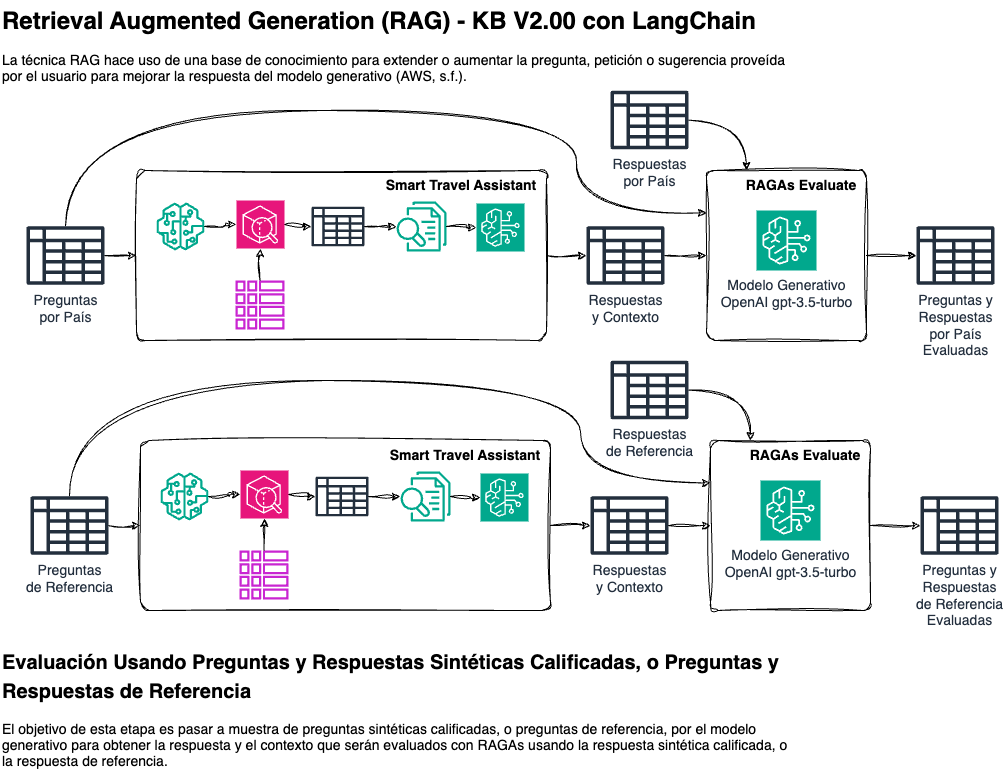 Retrieval Augmented Generation (RAG) - KB V2.00 con LangChain
La técnica RAG hace uso de una base de conocimiento para extender o aumentar la pregunta, petición o sugerencia proveída
por el usuario para mejorar la respuesta del modelo generativo (AWS, s.f.).
Respuestas
por País
Smart Travel Assistant
RAGAs Evaluate
Preguntas
por País
Respuestas
y Contexto
Modelo Generativo
OpenAI gpt-3.5-turbo
Preguntas y
Respuestas
por País
Evaluadas
Respuestas
de Referencia
Smart Travel Assistant
RAGAs Evaluate
Preguntas
de Referencia
Respuestas
y Contexto
Modelo Generativo
OpenAI gpt-3.5-turbo
Preguntas y
Respuestas
de Referencia
Evaluadas
Evaluación Usando Preguntas y Respuestas Sintéticas Calificadas, o Preguntas y
Respuestas de Referencia
El objetivo de esta etapa es pasar a muestra de preguntas sintéticas calificadas, o preguntas de referencia, por el modelo
generativo para obtener la respuesta y el contexto que serán evaluados con RAGAs usando la respuesta sintética calificada, o
la respuesta de referencia.